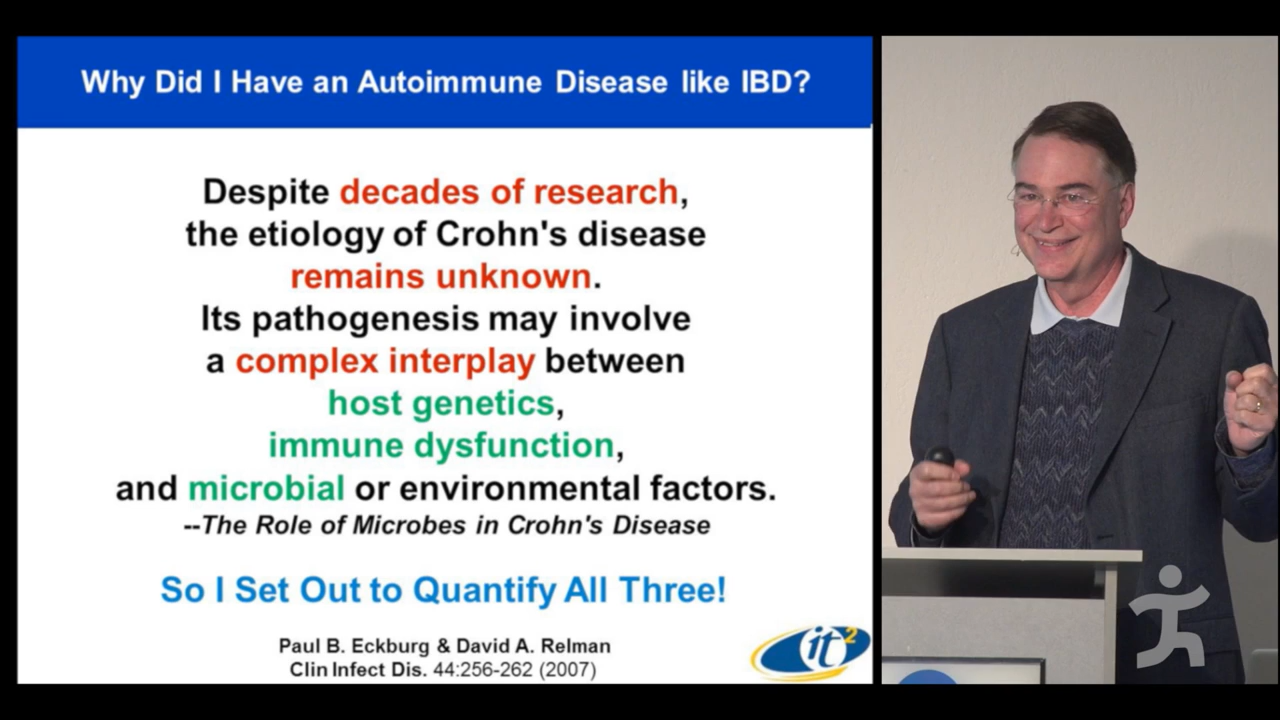 Why Did I Have an Autoimmune Disease like IBD?
Despite decades of research,
the etiology of Crohn's disease
remains unknown.
Its pathogenesis may involve
a complex interplay between
host genetics,
immune dysfunction,
and microbial or environmental factors.
--The Role of Microbes in Crohn's Disease
So I Set Out to Quantify All Three!
Paul B. Eckburg & David A. Relman
Clin Infect Dis. 44:256-262 (2007)
it2